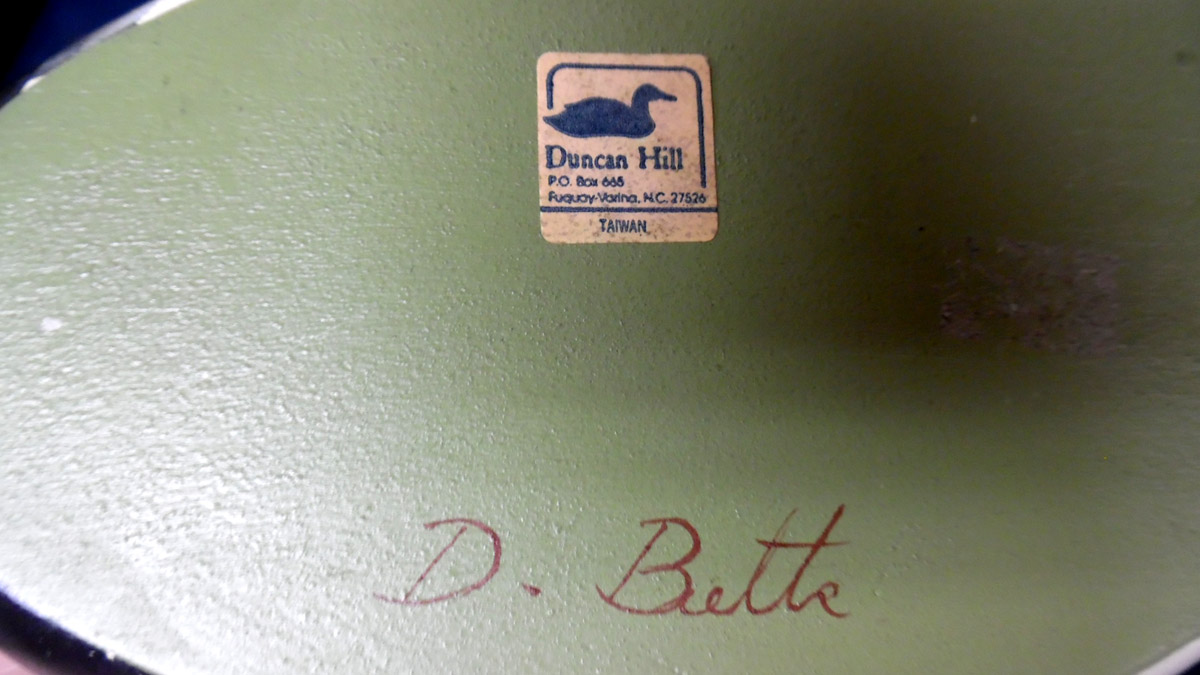 Duncan Hill
P.O. Box 665
Fuquay-Varina, N.C. 27526
TAIWAN
D. Betts